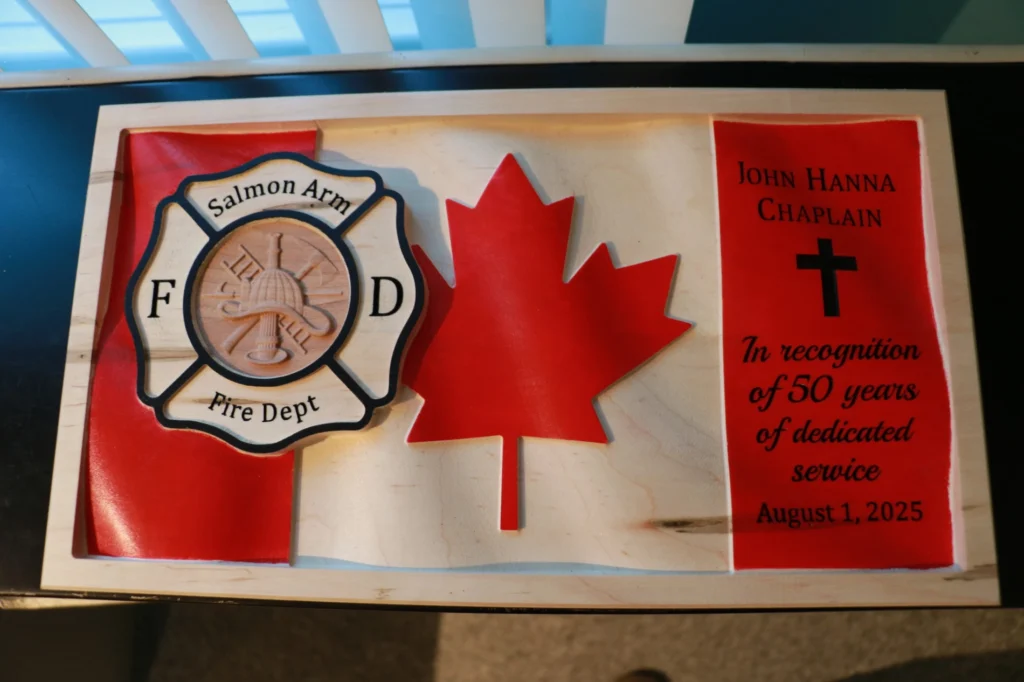 Salmon Arm
F D
Fire Dept
JOHN HANNA
CHAPLAIN
In recognition
of 50 years
of dedicated
service
August 1, 2025